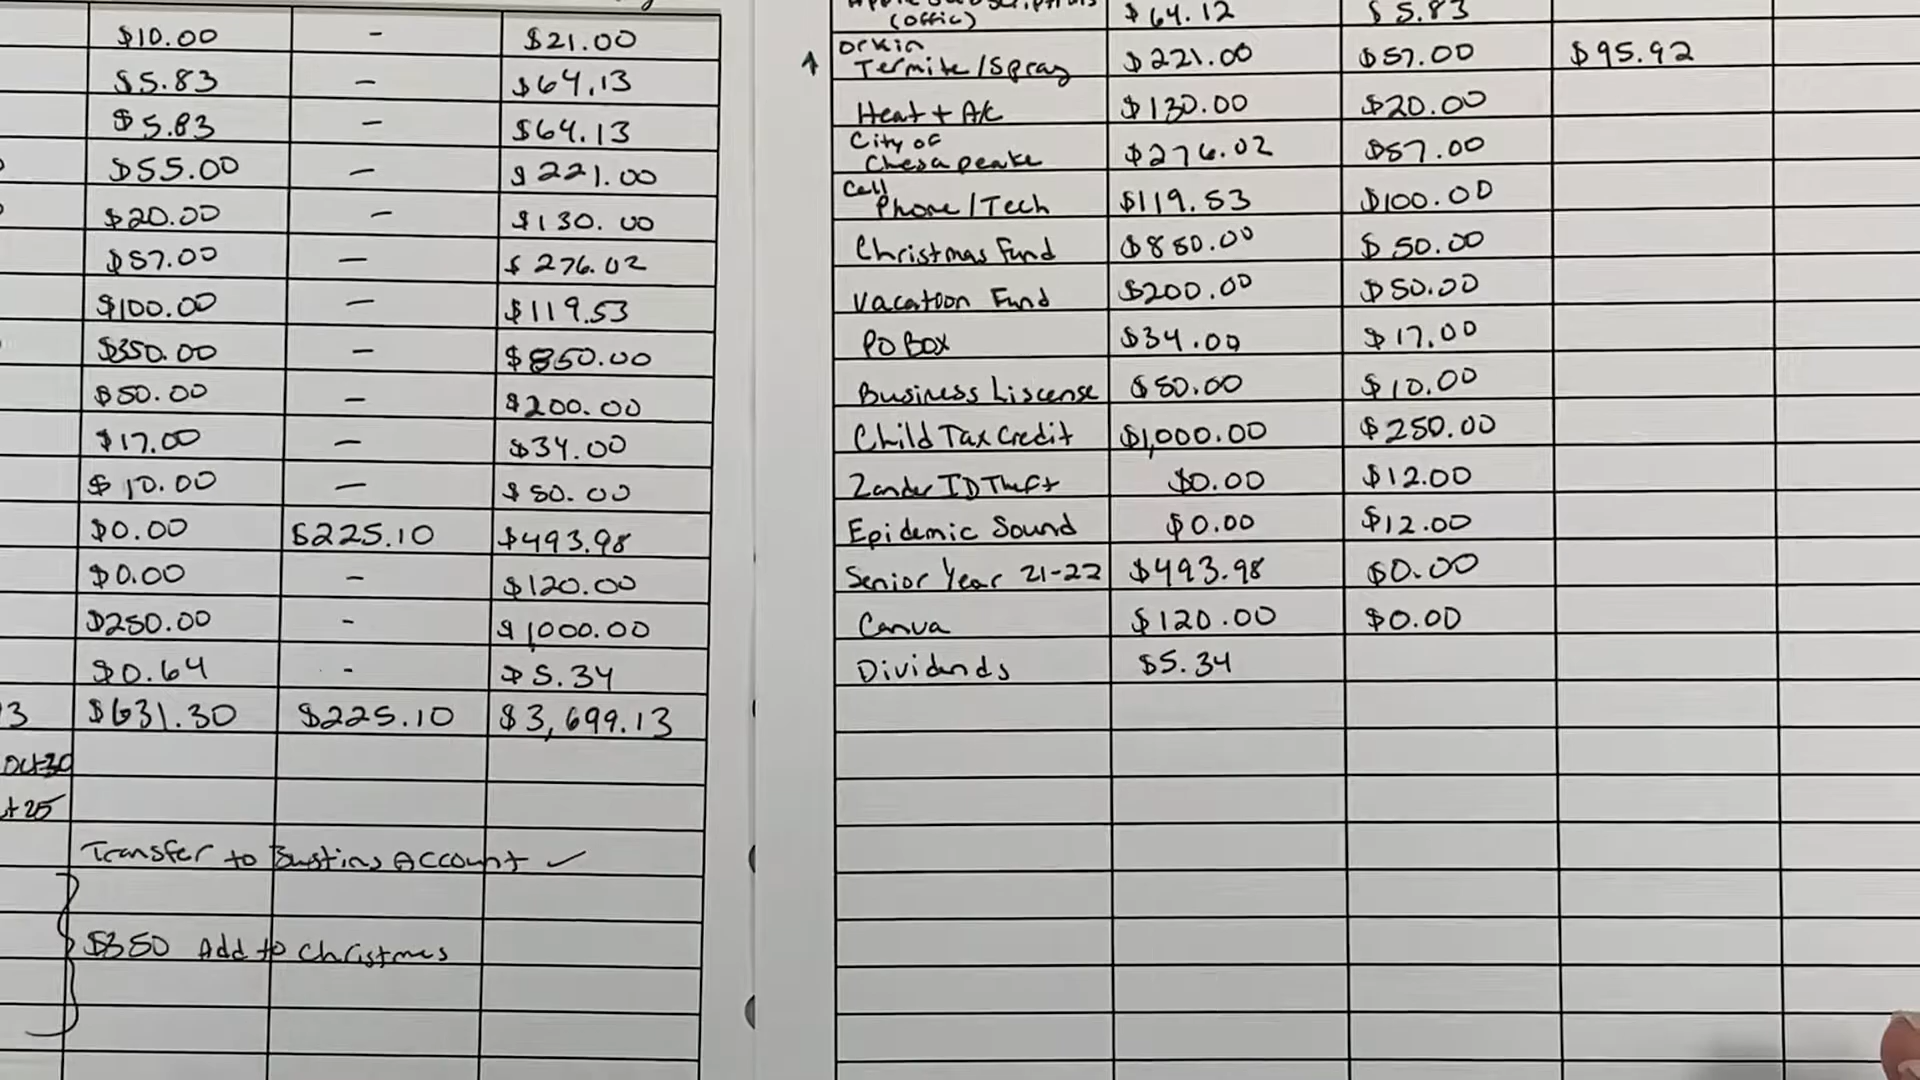 $10.00 - $21.00
$5.83 - $64.13
$5.83 - $64.13
$55.00 - $221.00
$20.00 - $130.00
$57.00 - $276.02
$100.00 - $119.53
$350.00 - $850.00
$50.00 - $200.00
$17.00 - $34.00
$10.00 - $50.00
$0.00 $225.10 $493.98
$0.00 - $120.00
$250.00 - $1000.00
$0.64 - $5.34
3 $631.30 $225.10 $3,699.13
Oct 30
t 25
Transfer to Bustins Account ✓
$350 Add to Christmas
(Offic) $64.12 $5.83
Orkin
Termite/Spray $221.00 $57.00 $95.92
Heat + A/C $130.00 $20.00
City of
Chesapeake $276.02 $57.00
Cell
Phone/Tech $119.53 $100.00
Christmas Fund $850.00 $50.00
Vacatoon Fund $200.00 $50.00
PO Box $34.00 $17.00
Business Liscense $50.00 $10.00
Child Tax Credit $1,000.00 $250.00
Zander ID Theft $0.00 $12.00
Epidemic Sound $0.00 $12.00
Senior Year 21-22 $493.98 $0.00
Canva $120.00 $0.00
Dividends $5.34